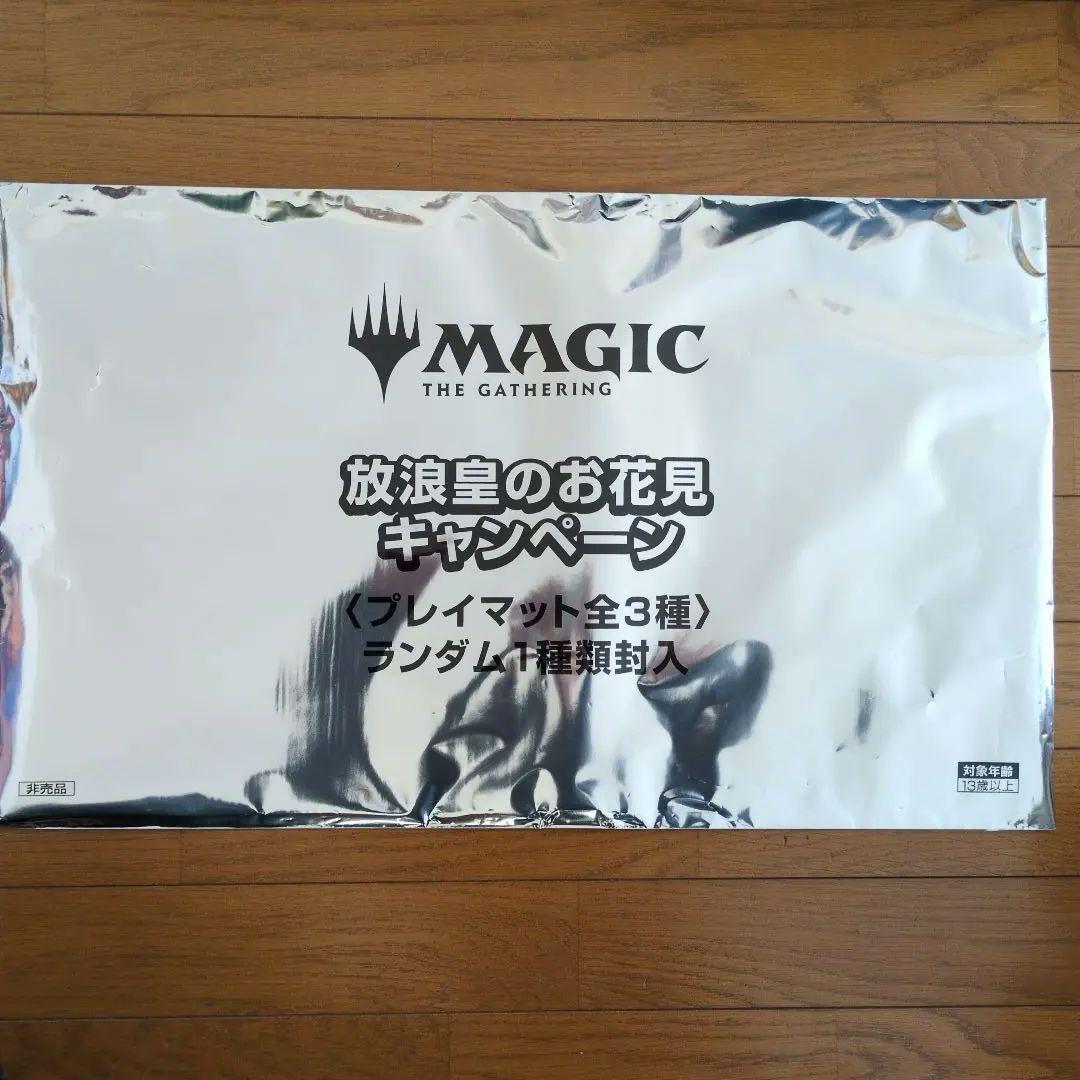 MAGIC
THE GATHERING
放浪皇のお花見
キャンペーン
〈プレイマット全3種〉
ランダム1種類封入
非売品
対象年齢
13歳以上